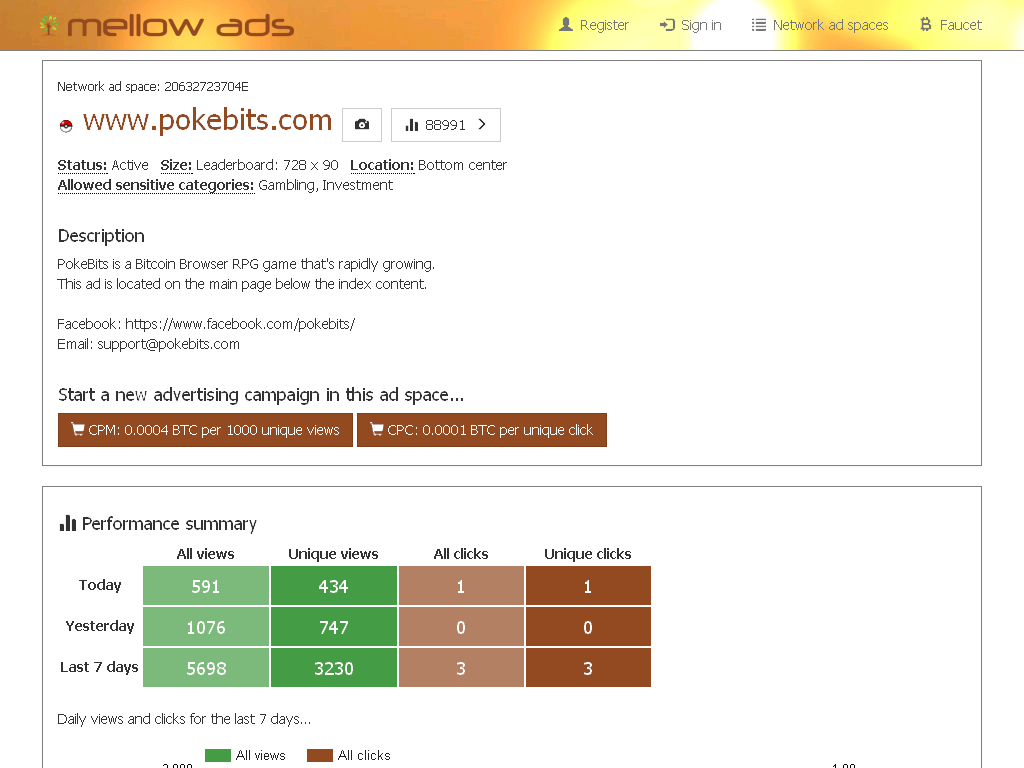 mellow ads
Register Sign in Network ad spaces Faucet
Network ad space: 20632723704E
www.pokebits.com 88991
Status: Active Size: Leaderboard: 728 x 90 Location: Bottom center
Allowed sensitive categories: Gambling, Investment
Description
PokeBits is a Bitcoin Browser RPG game that's rapidly growing.
This ad is located on the main page below the index content.
Facebook: https://www.facebook.com/pokebits/
Email: support@pokebits.com
Start a new advertising campaign in this ad space...
CPM: 0.0004 BTC per 1000 unique views CPC: 0.0001 BTC per unique click
Performance summary
All views Unique views All clicks Unique clicks
Today 591 434 1 1
Yesterday 1076 747 0 0
Last 7 days 5698 3230 3 3
Daily views and clicks for the last 7 days...
All views All clicks